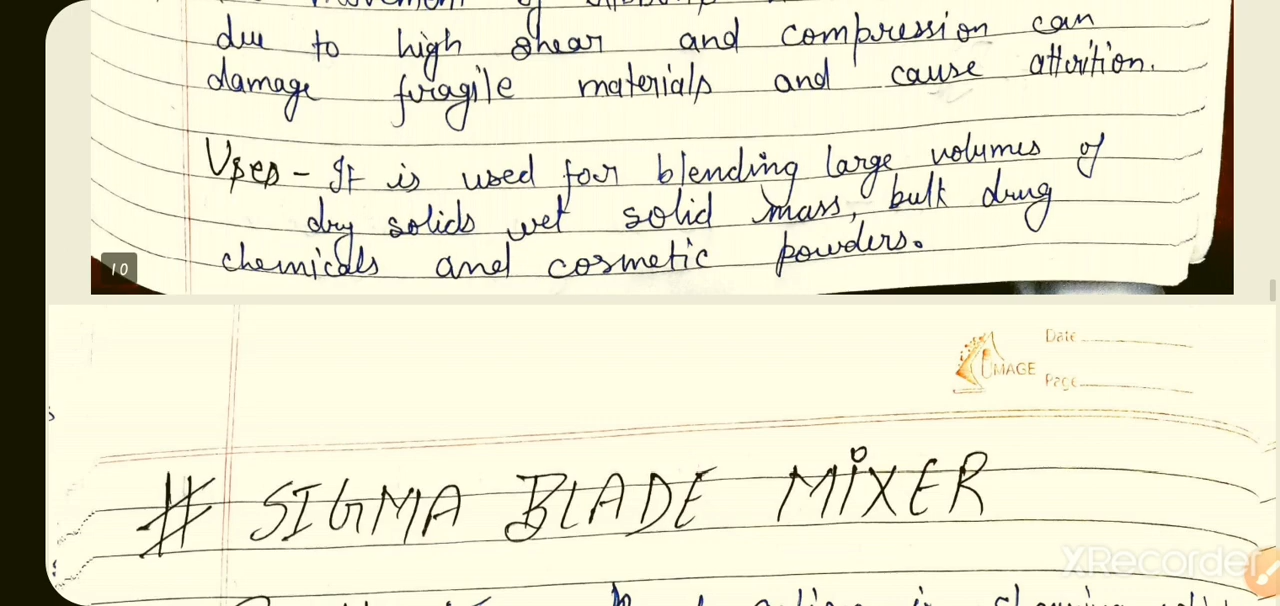 due to high shear and compression can
damage fragile materials and cause attrition.
Uses - It is used for blending large volumes of
dry solids wet solid mass, bulk drug
chemicals and cosmetic powders.
10
Date
IMAGE
Page
# SIGMA BLADE MIXER
XRecorder